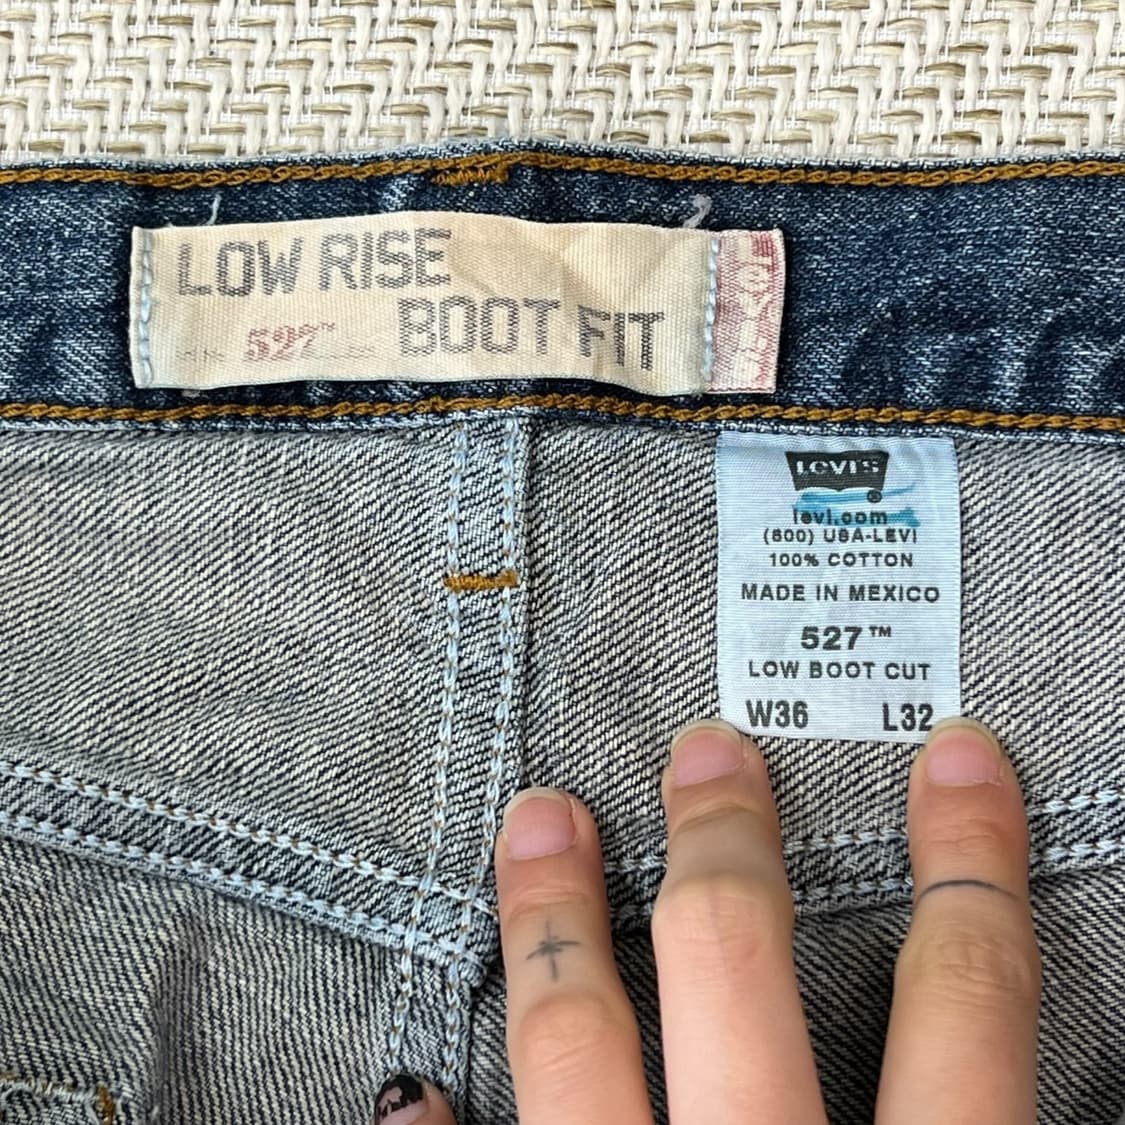 LOW RISE
527™ BOOT FIT
LEVI'S
®
levi.com
(800) USA-LEVI
100% COTTON
MADE IN MEXICO
527™
LOW BOOT CUT
W36 L32